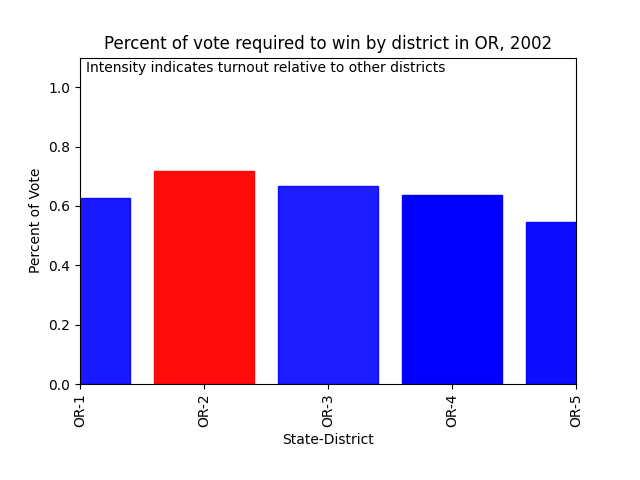 Percent of vote required to win by district in OR, 2002
Intensity indicates turnout relative to other districts
1.0
0.8
0.6
0.4
0.2
0.0
Percent of Vote
OR-1
OR-2
OR-3
OR-4
OR-5
State-District